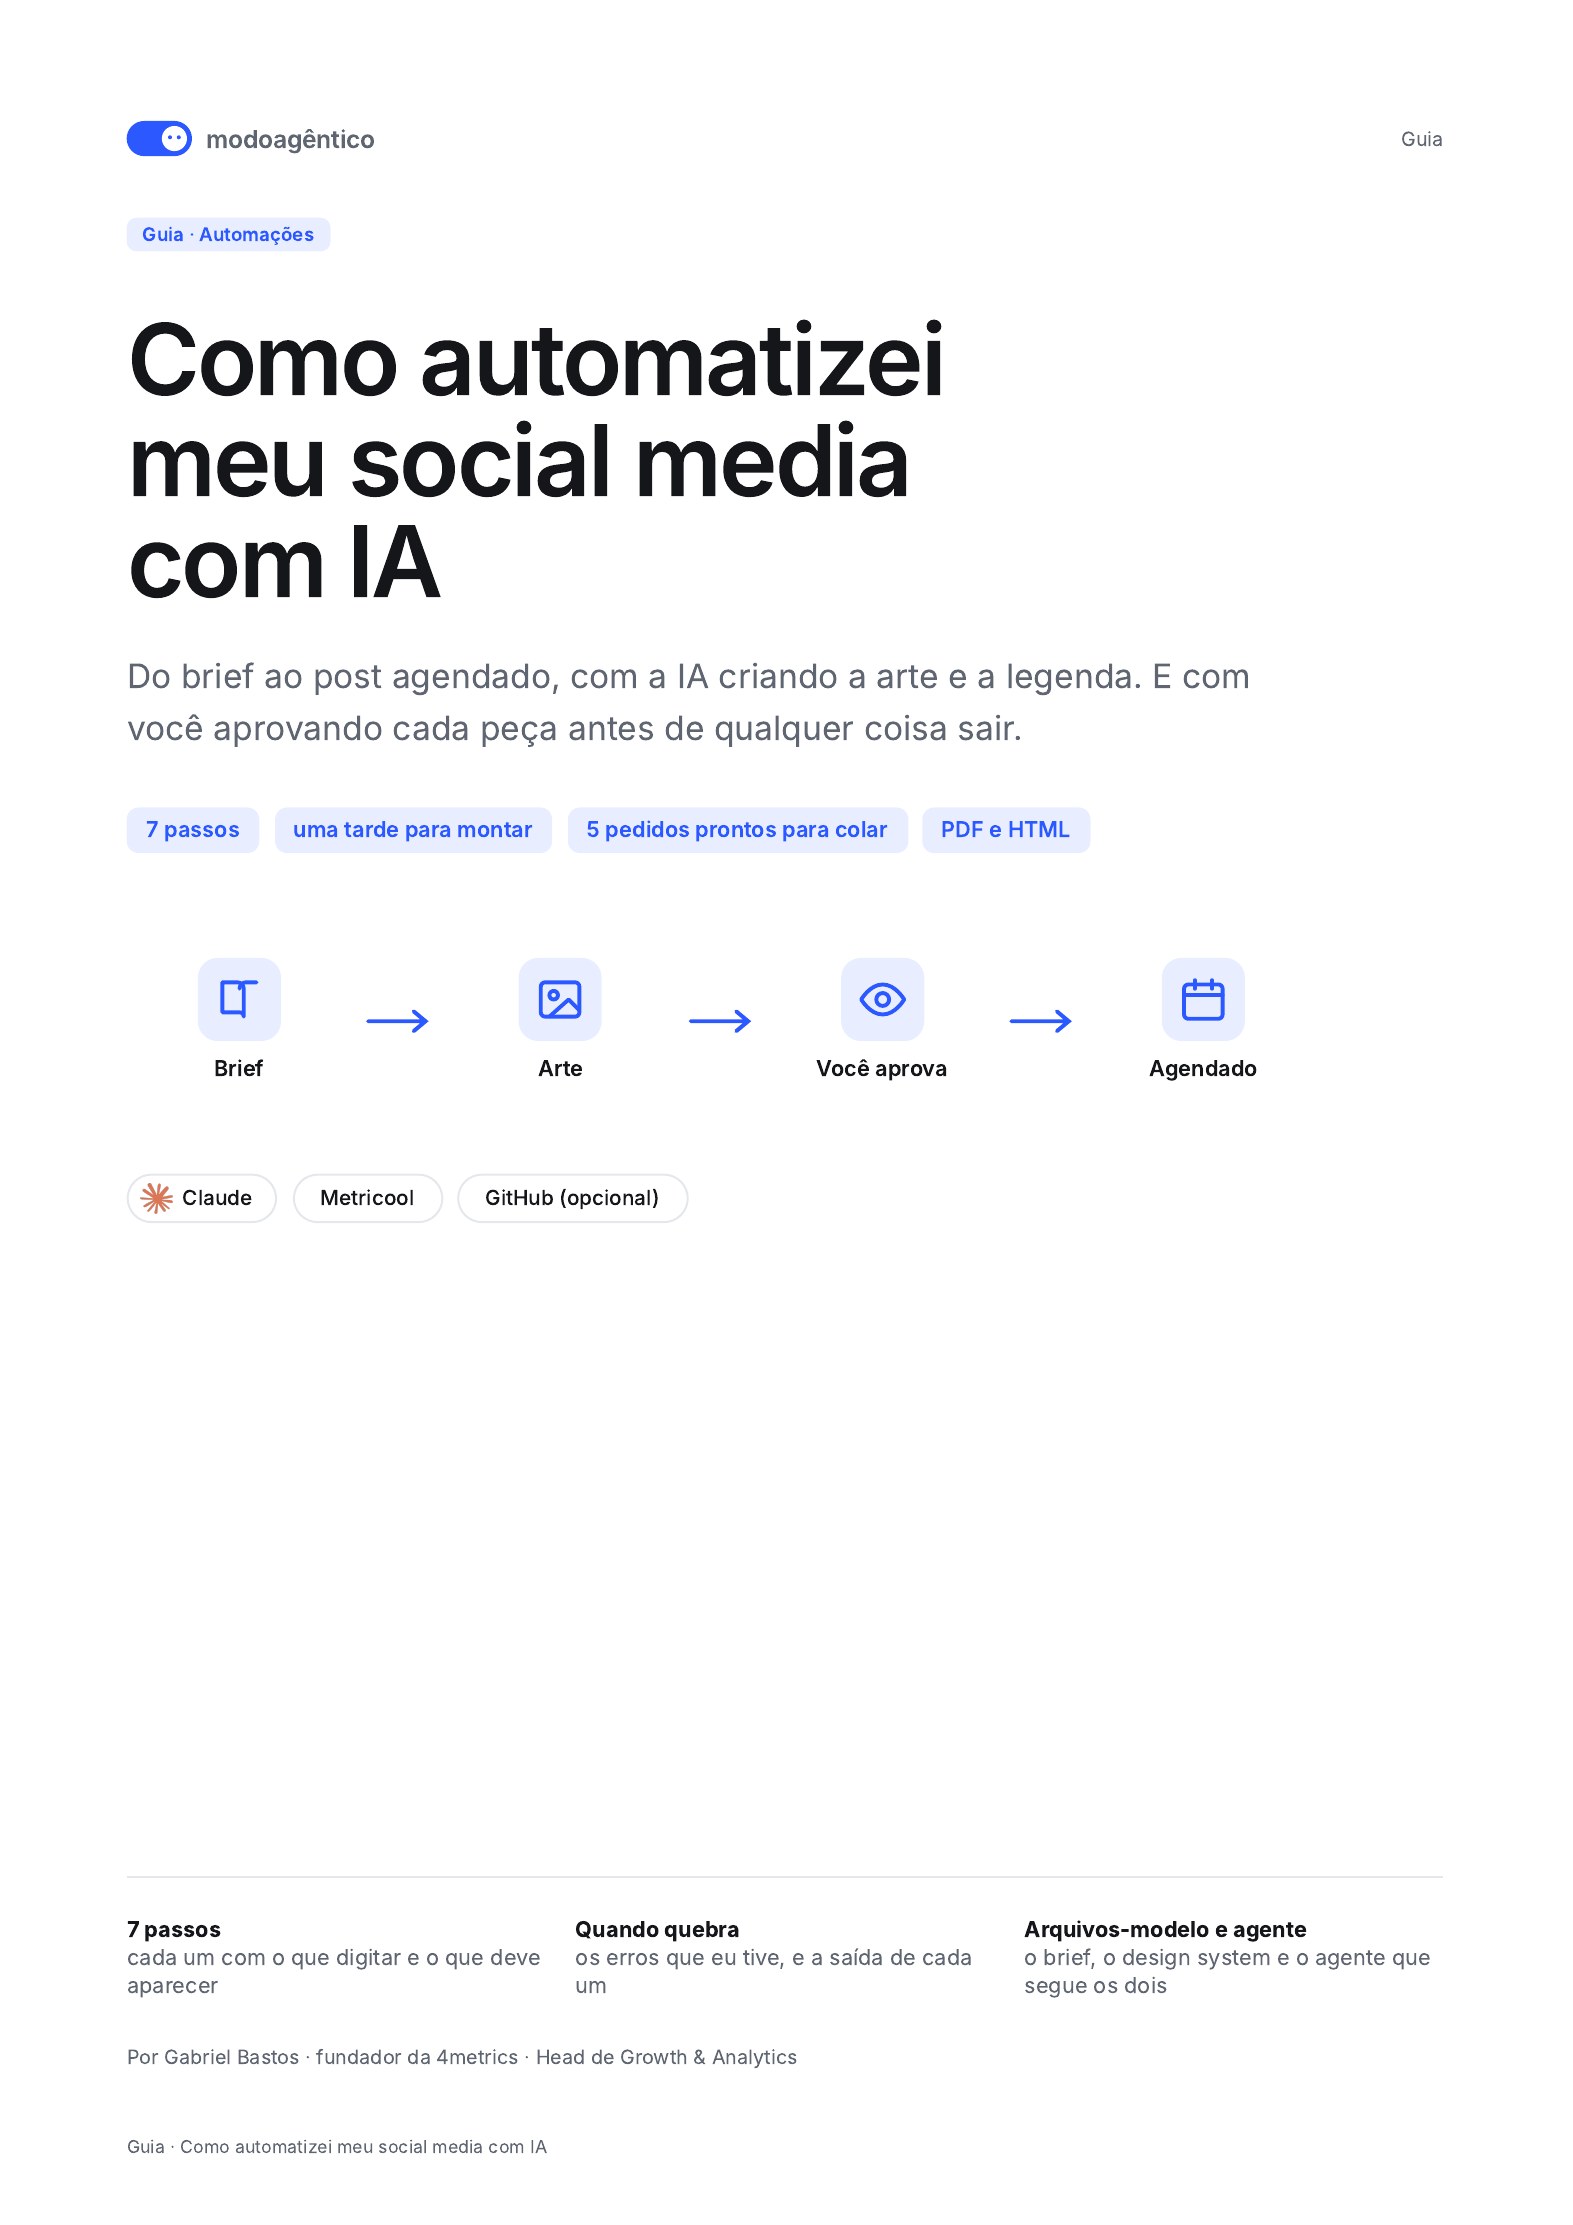 modoagêntico
Guia
Guia · Automações
Como automatizei
meu social media
com IA
Do brief ao post agendado, com a IA criando a arte e a legenda. E com
você aprovando cada peça antes de qualquer coisa sair.
7 passos
uma tarde para montar
5 pedidos prontos para colar
PDF e HTML
Brief
Arte
Você aprova
Agendado
Claude
Metricool
GitHub (opcional)
7 passos
cada um com o que digitar e o que deve
aparecer
Quando quebra
os erros que eu tive, e a saída de cada
um
Arquivos-modelo e agente
o brief, o design system e o agente que
segue os dois
Por Gabriel Bastos · fundador da 4metrics · Head de Growth & Analytics
Guia · Como automatizei meu social media com IA